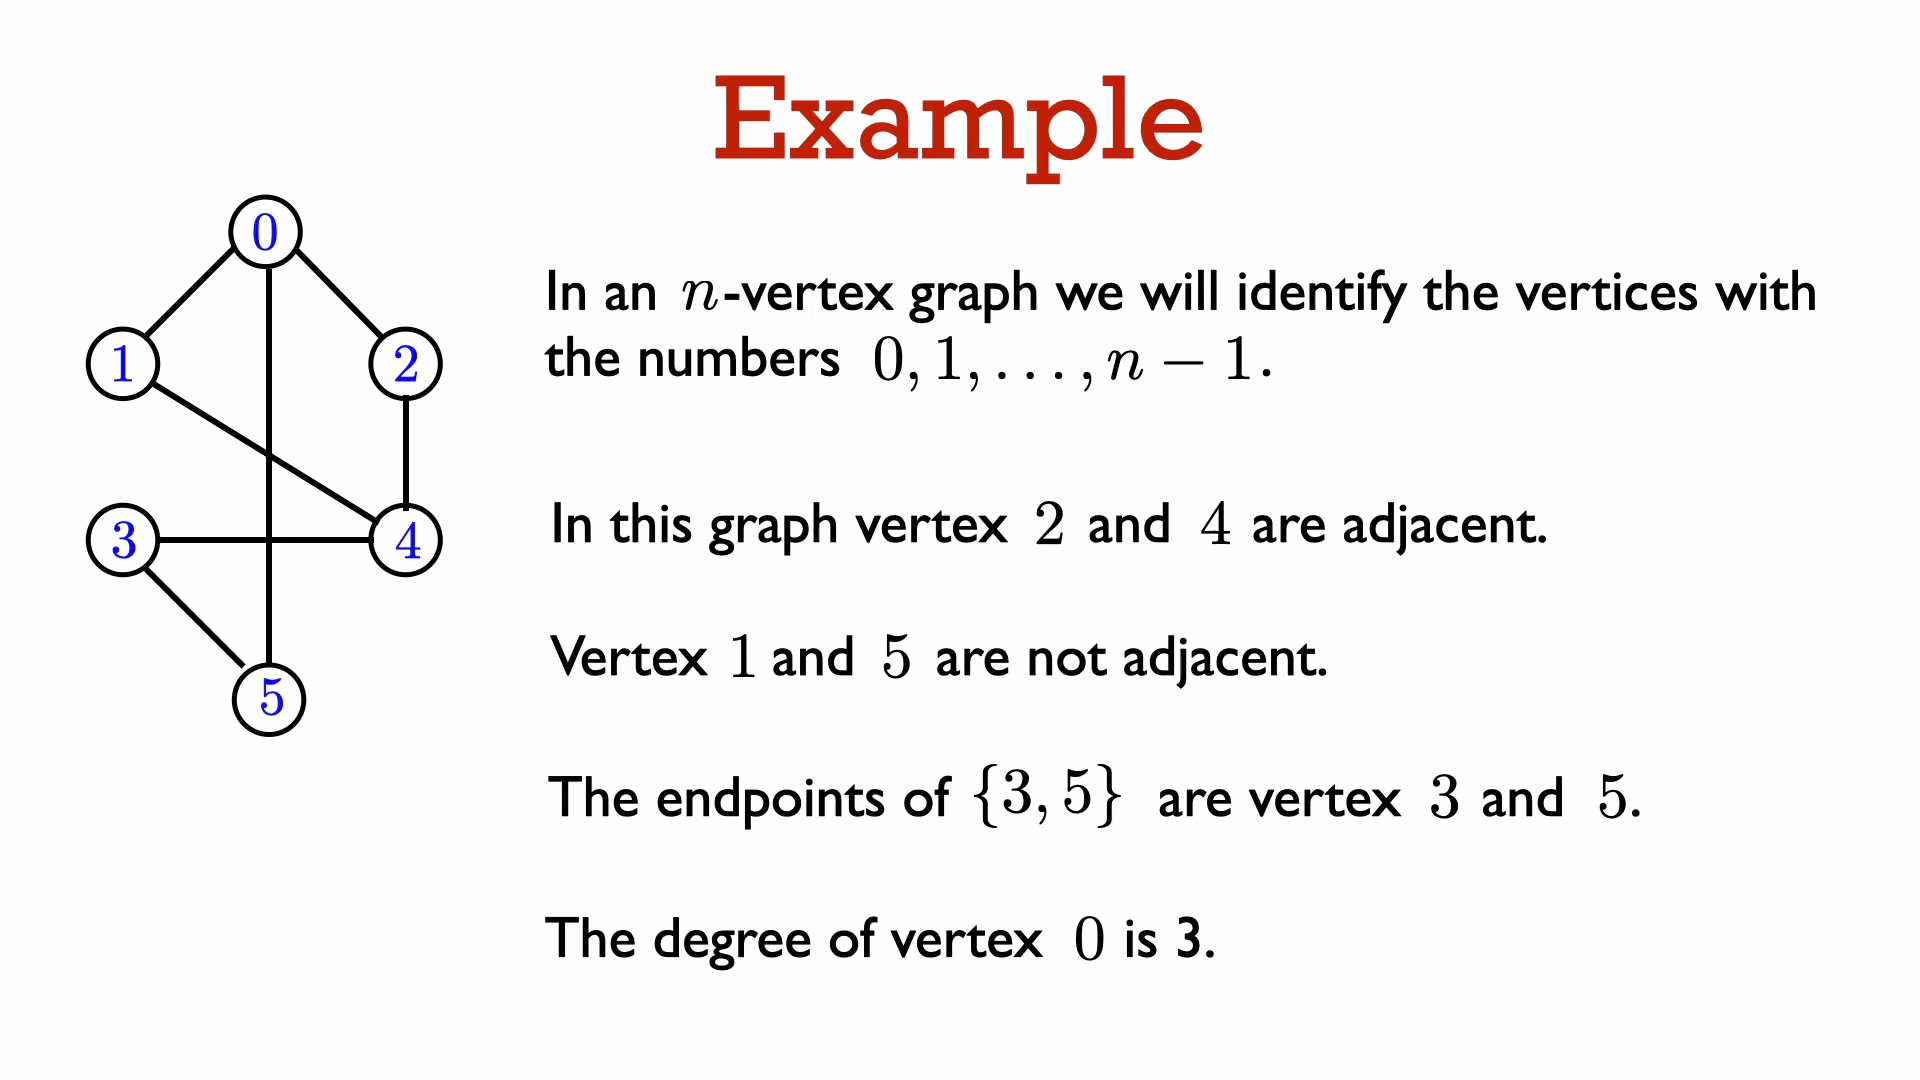 Example
0
1
2
3
4
5
In an n-vertex graph we will identify the vertices with
the numbers 0, 1, . . . , n − 1.
In this graph vertex 2 and 4 are adjacent.
Vertex 1 and 5 are not adjacent.
The endpoints of {3, 5} are vertex 3 and 5.
The degree of vertex 0 is 3.